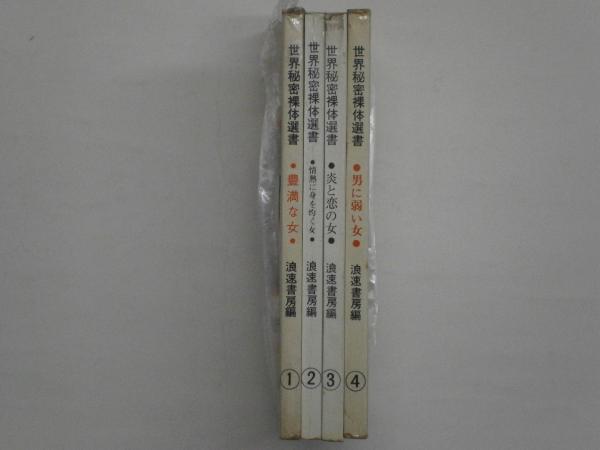 世界秘密裸体選書
●豊満な女●
浪速書房編
①
世界秘密裸体選書
●情熱に身を灼く女●
浪速書房編
②
世界秘密裸体選書
●炎と恋の女●
浪速書房編
③
世界秘密裸体選書
●男に弱い女●
浪速書房編
④